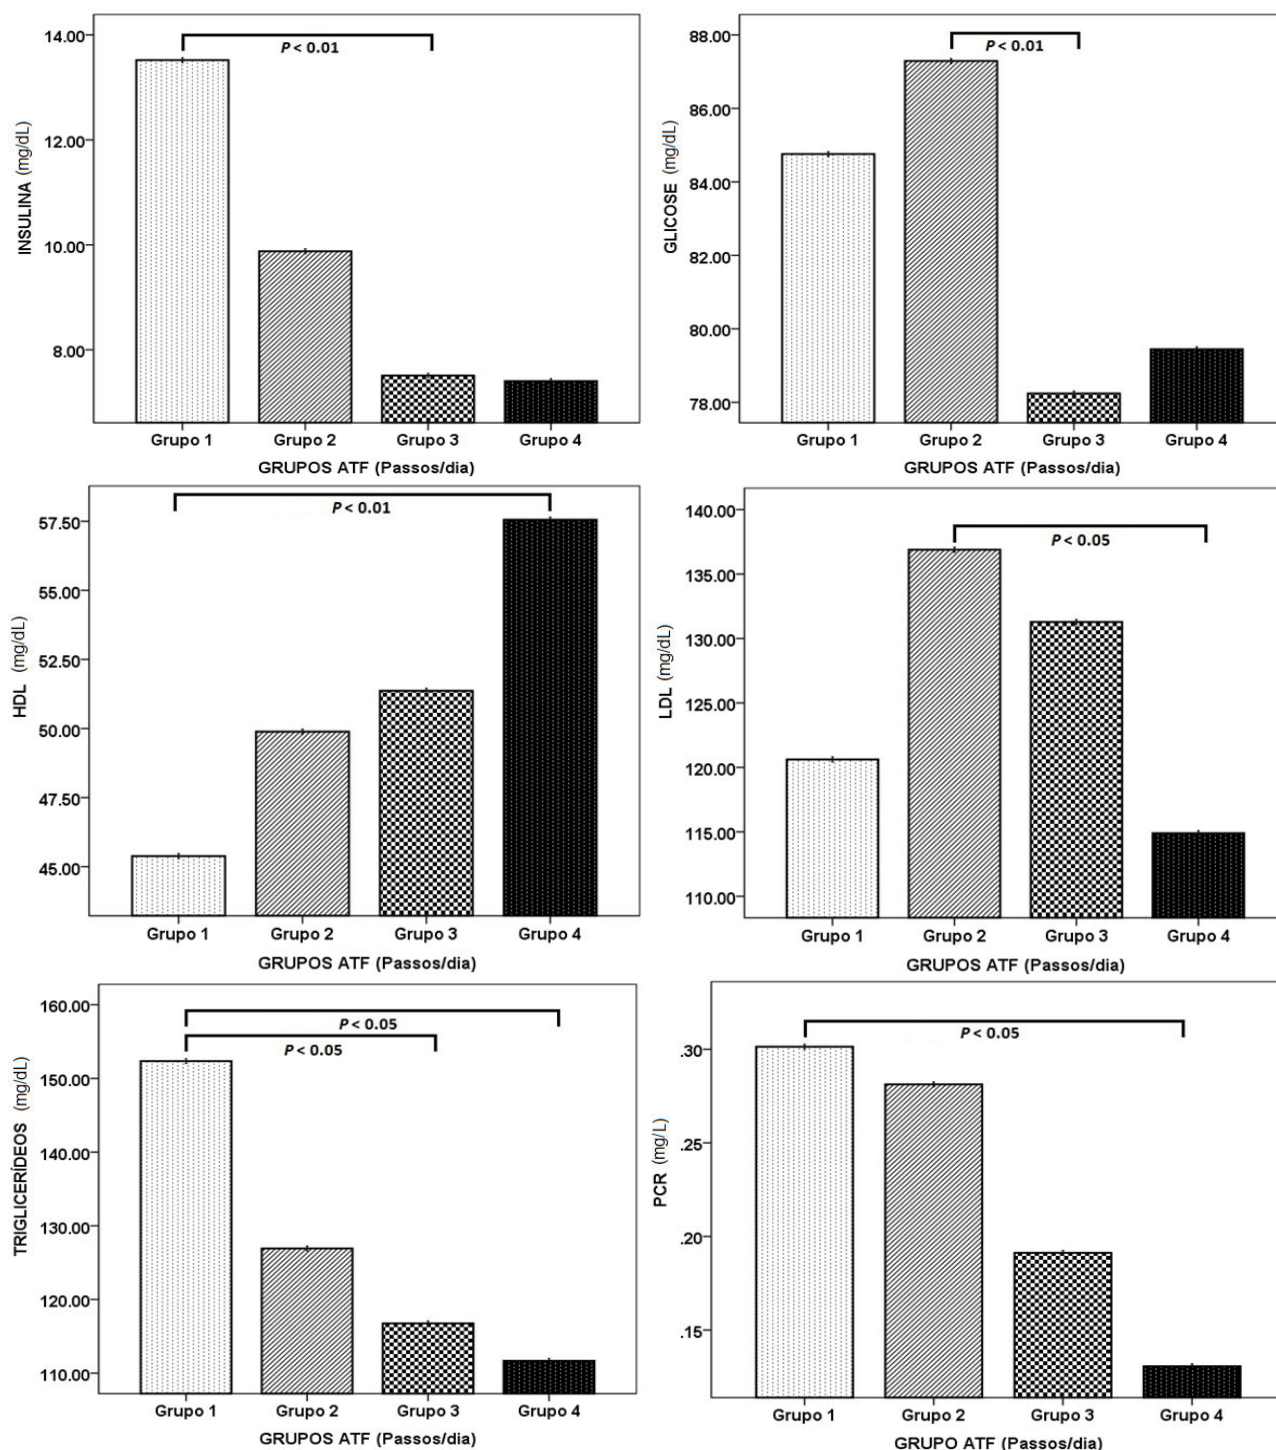 INSULINA (mg/dL)
14.00
12.00
10.00
8.00
P < 0.01
Grupo 1 Grupo 2 Grupo 3 Grupo 4
GRUPOS ATF (Passos/dia)
GLICOSE (mg/dL)
88.00
86.00
84.00
82.00
80.00
78.00
P < 0.01
Grupo 1 Grupo 2 Grupo 3 Grupo 4
GRUPOS ATF (Passos/dia)
HDL (mg/dL)
57.50
55.00
52.50
50.00
47.50
45.00
P < 0.01
Grupo 1 Grupo 2 Grupo 3 Grupo 4
GRUPOS ATF (Passos/dia)
LDL (mg/dL)
140.00
135.00
130.00
125.00
120.00
115.00
110.00
P < 0.05
Grupo 1 Grupo 2 Grupo 3 Grupo 4
GRUPOS ATF (Passos/dia)
TRIGLICERÍDEOS (mg/dL)
160.00
150.00
140.00
130.00
120.00
110.00
P < 0.05
P < 0.05
Grupo 1 Grupo 2 Grupo 3 Grupo 4
GRUPOS ATF (Passos/dia)
PCR (mg/L)
.30
.25
.20
.15
P < 0.05
Grupo 1 Grupo 2 Grupo 3 Grupo 4
GRUPO ATF (Passos/dia)